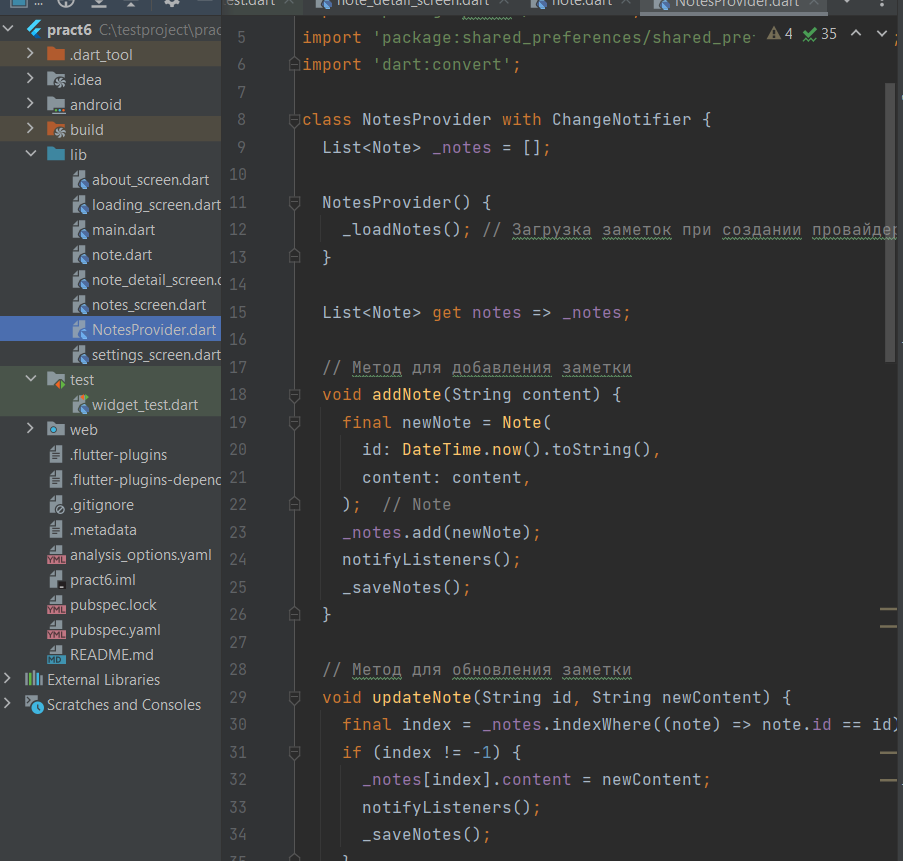 note_detail_screen.dart
note.dart
NotesProvider.dart
pract6 C:\testproject\prac
.dart_tool
.idea
android
build
lib
about_screen.dart
loading_screen.dart
main.dart
note.dart
note_detail_screen.
notes_screen.dart
NotesProvider.dart
settings_screen.dart
test
widget_test.dart
web
.flutter-plugins
.flutter-plugins-depend
.gitignore
.metadata
analysis_options.yaml
pract6.iml
pubspec.lock
pubspec.yaml
README.md
External Libraries
Scratches and Consoles
4 35
5 import 'package:shared_preferences/shared_pre
6 import 'dart:convert';
7
8 class NotesProvider with ChangeNotifier {
9 List<Note> _notes = [];
10
11 NotesProvider() {
12 _loadNotes(); // Загрузка заметок при создании провайдер
13 }
14
15 List<Note> get notes => _notes;
16
17 // Метод для добавления заметки
18 void addNote(String content) {
19 final newNote = Note(
20 id: DateTime.now().toString(),
21 content: content,
22 ); // Note
23 _notes.add(newNote);
24 notifyListeners();
25 _saveNotes();
26 }
27
28 // Метод для обновления заметки
29 void updateNote(String id, String newContent) {
30 final index = _notes.indexWhere((note) => note.id == id)
31 if (index != -1) {
32 _notes[index].content = newContent;
33 notifyListeners();
34 _saveNotes();
35 }